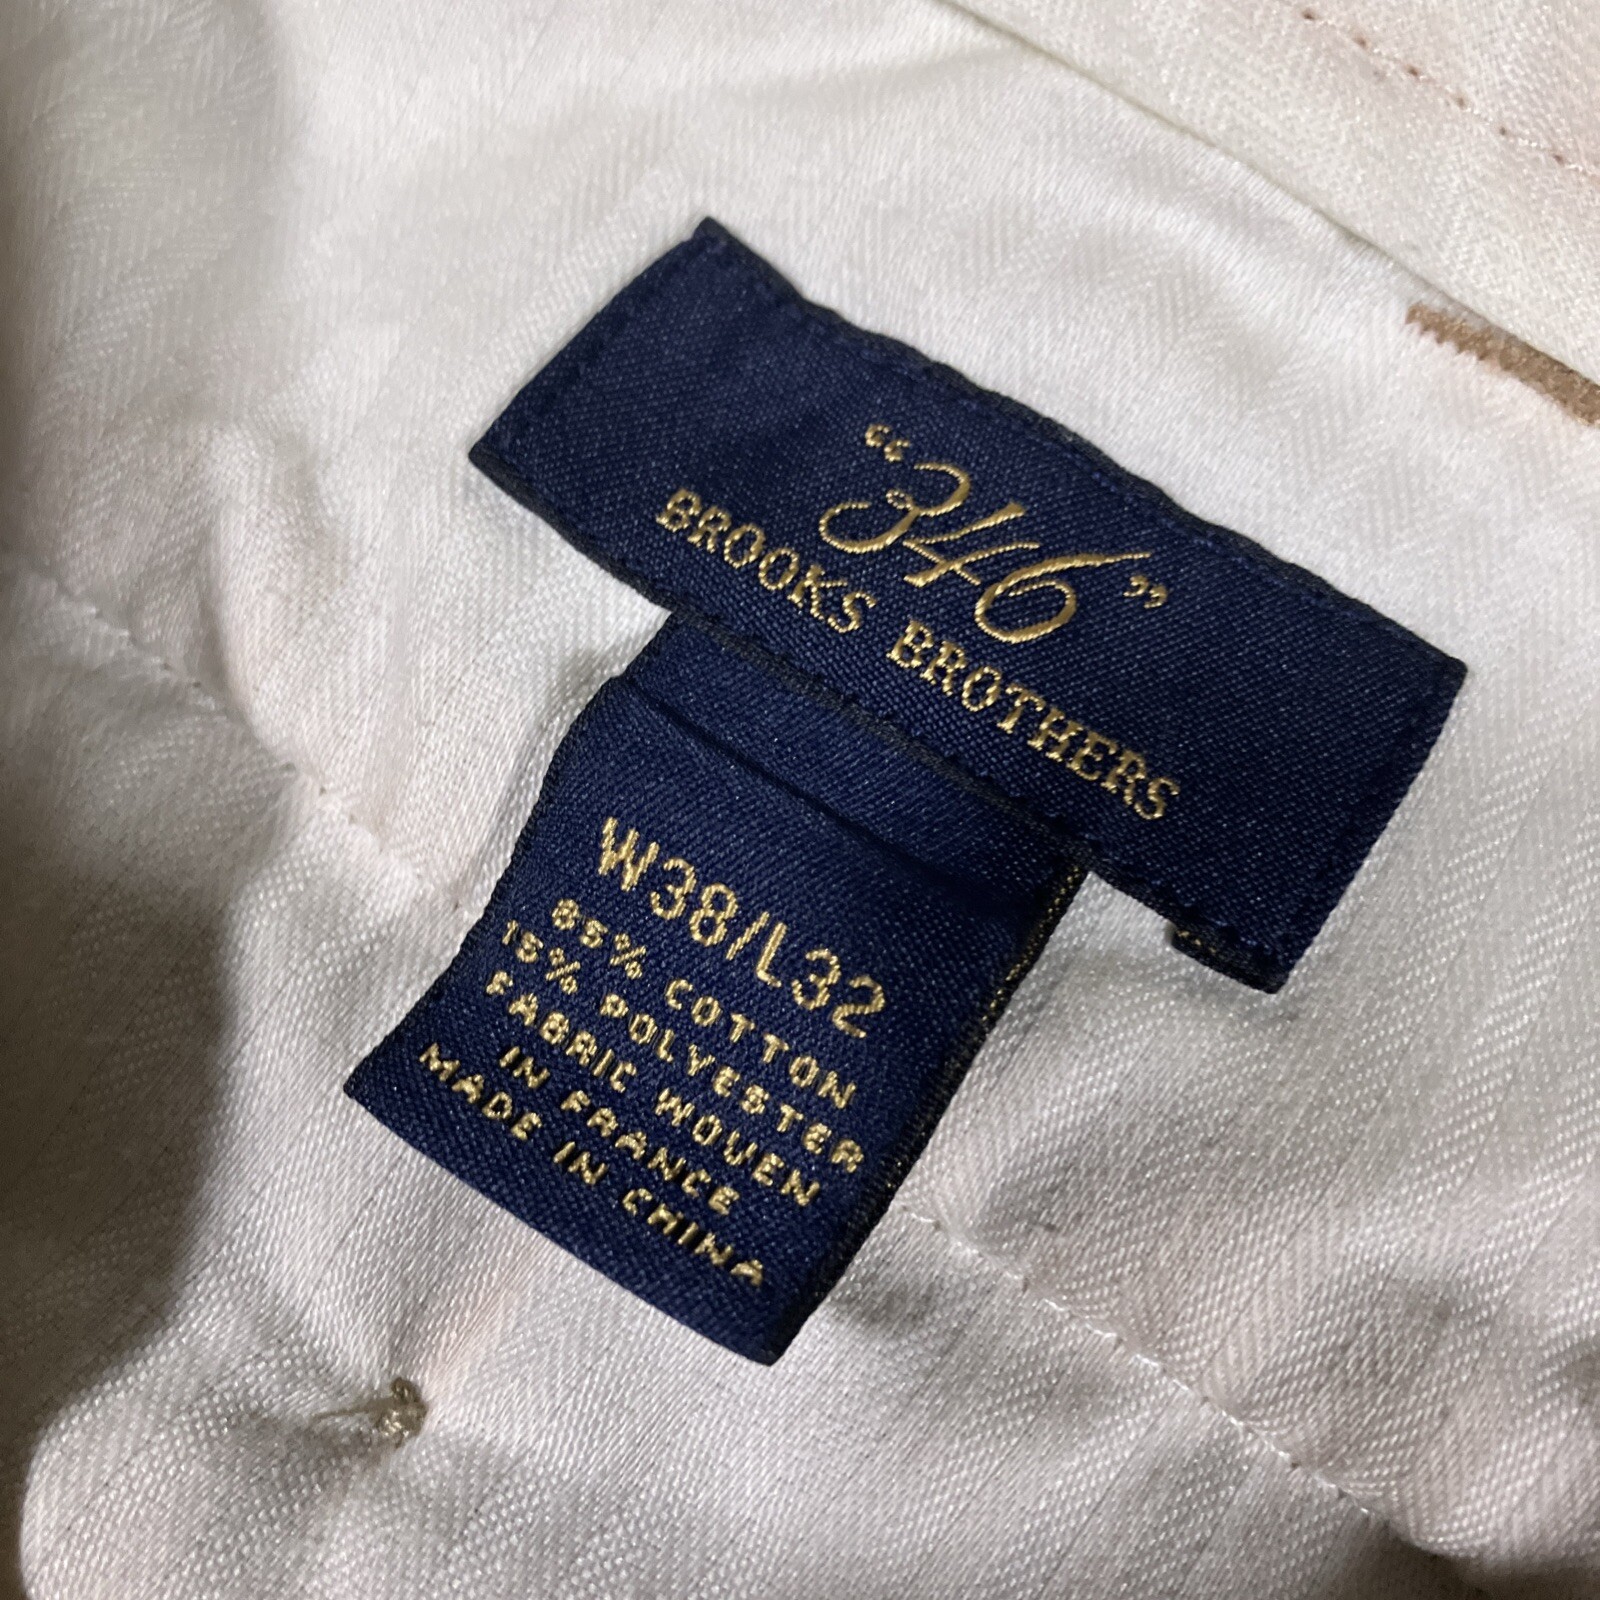 “346”
BROOKS BROTHERS
W38/L32
85% COTTON
15% POLYESTER
FABRIC WOVEN
IN FRANCE
MADE IN CHINA